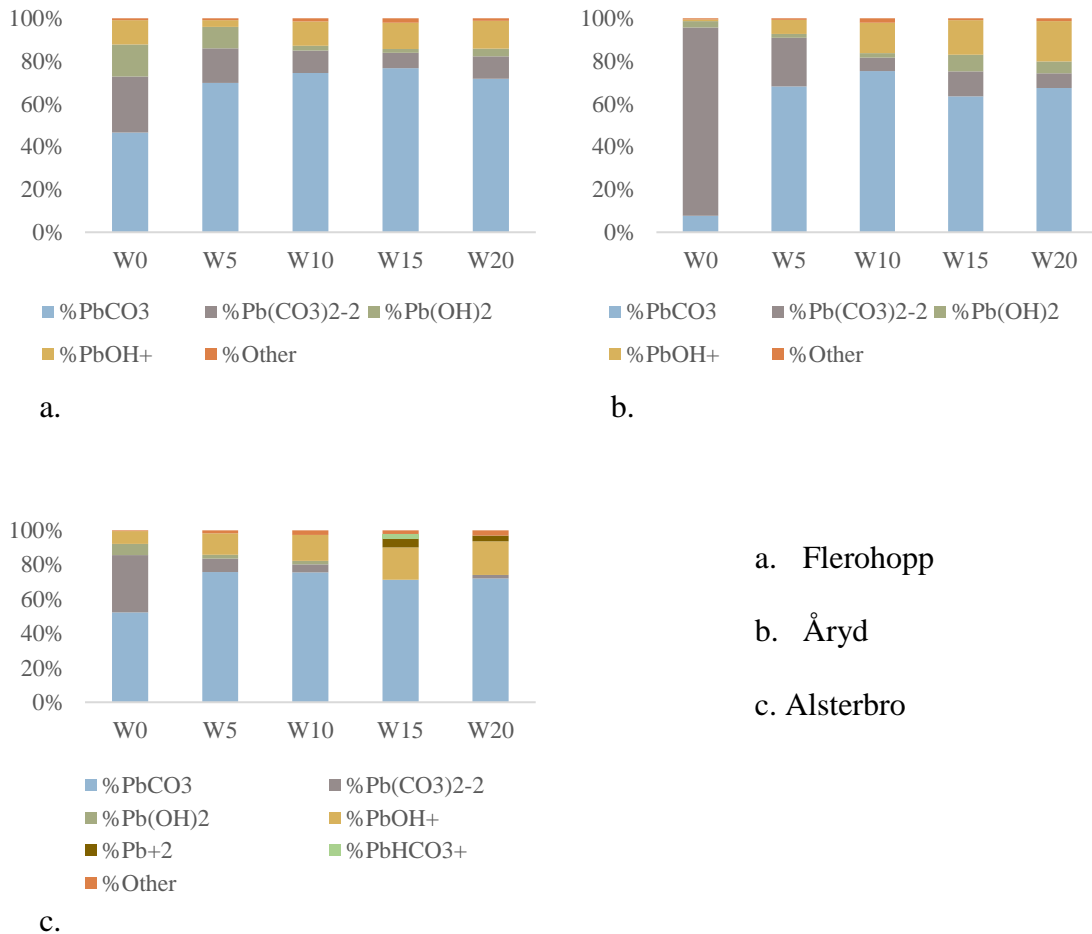 100%
80%
60%
40%
20%
0%
W0 W5 W10 W15 W20
%PbCO3 %Pb(CO3)2-2 %Pb(OH)2
%PbOH+ %Other
a.
100%
80%
60%
40%
20%
0%
W0 W5 W10 W15 W20
%PbCO3 %Pb(CO3)2-2 %Pb(OH)2
%PbOH+ %Other
b.
100%
80%
60%
40%
20%
0%
W0 W5 W10 W15 W20
%PbCO3 %Pb(CO3)2-2
%Pb(OH)2 %PbOH+
%Pb+2 %PbHCO3+
%Other
c.
a. Flerohopp
b. Åryd
c. Alsterbro